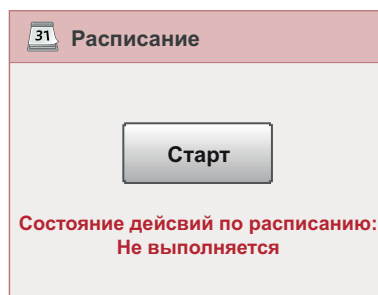 31 Расписание
Старт
Состояние дейсвий по расписанию:
Не выполняется